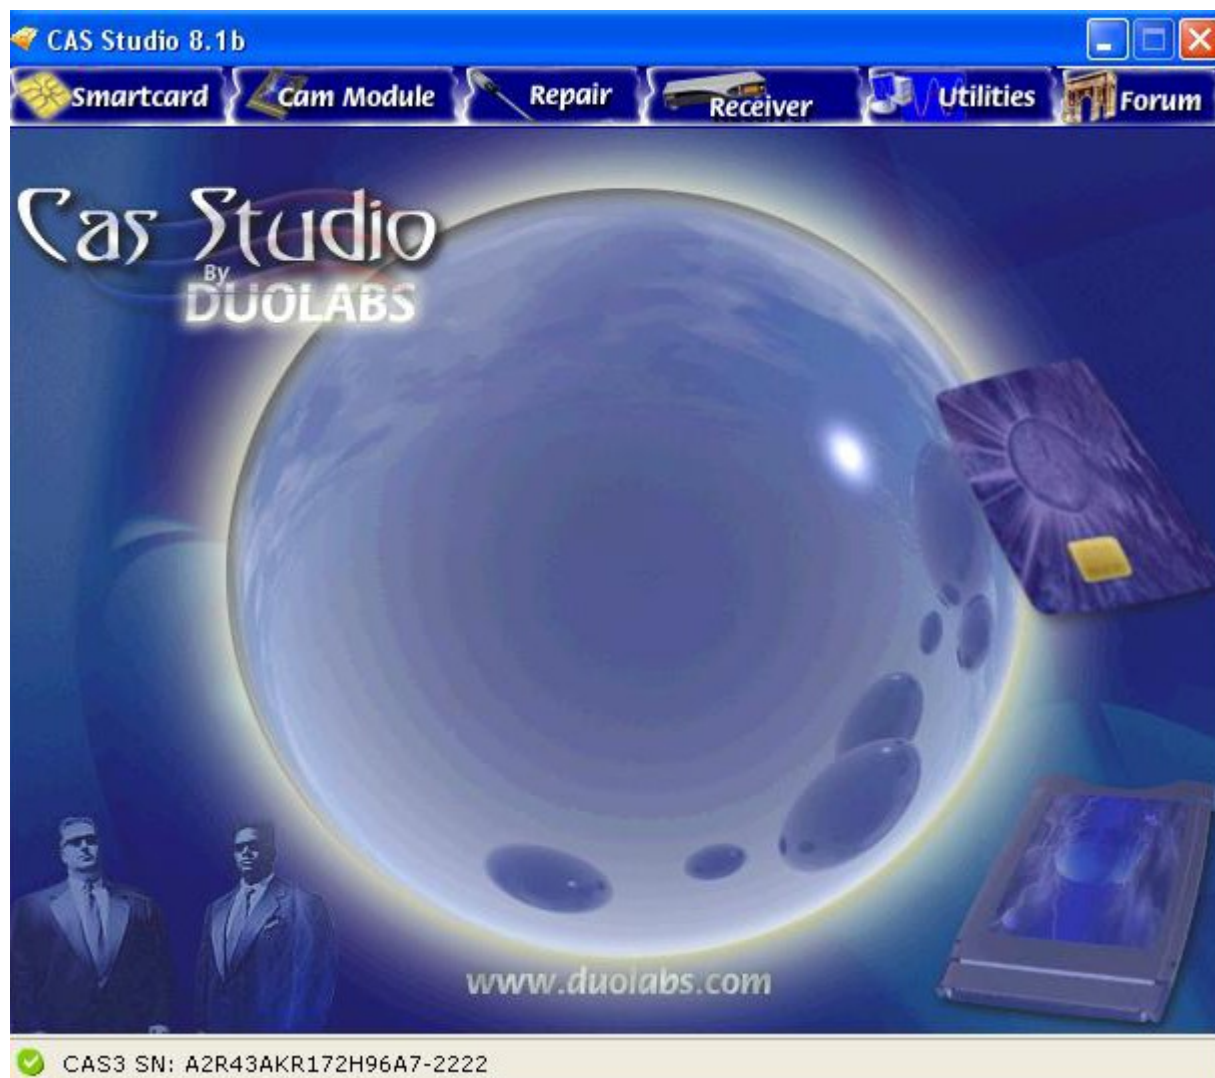 CAS Studio 8.1b
Smartcard Cam Module Repair Receiver Utilities Forum
Cas Studio
By
DUOLABS
www.duolabs.com
CAS3 SN: A2R43AKR172H96A7-2222